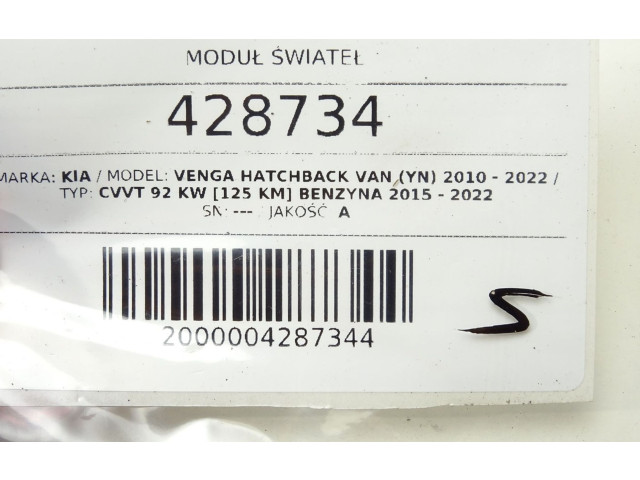 MODUŁ ŚWIATEŁ
428734
MARKA: KIA / MODEL: VENGA HATCHBACK VAN (YN) 2010 - 2022 /
TYP: CVVT 92 KW [125 KM] BENZYNA 2015 - 2022
SN: --- / JAKOŚĆ: A
2000004287344
S